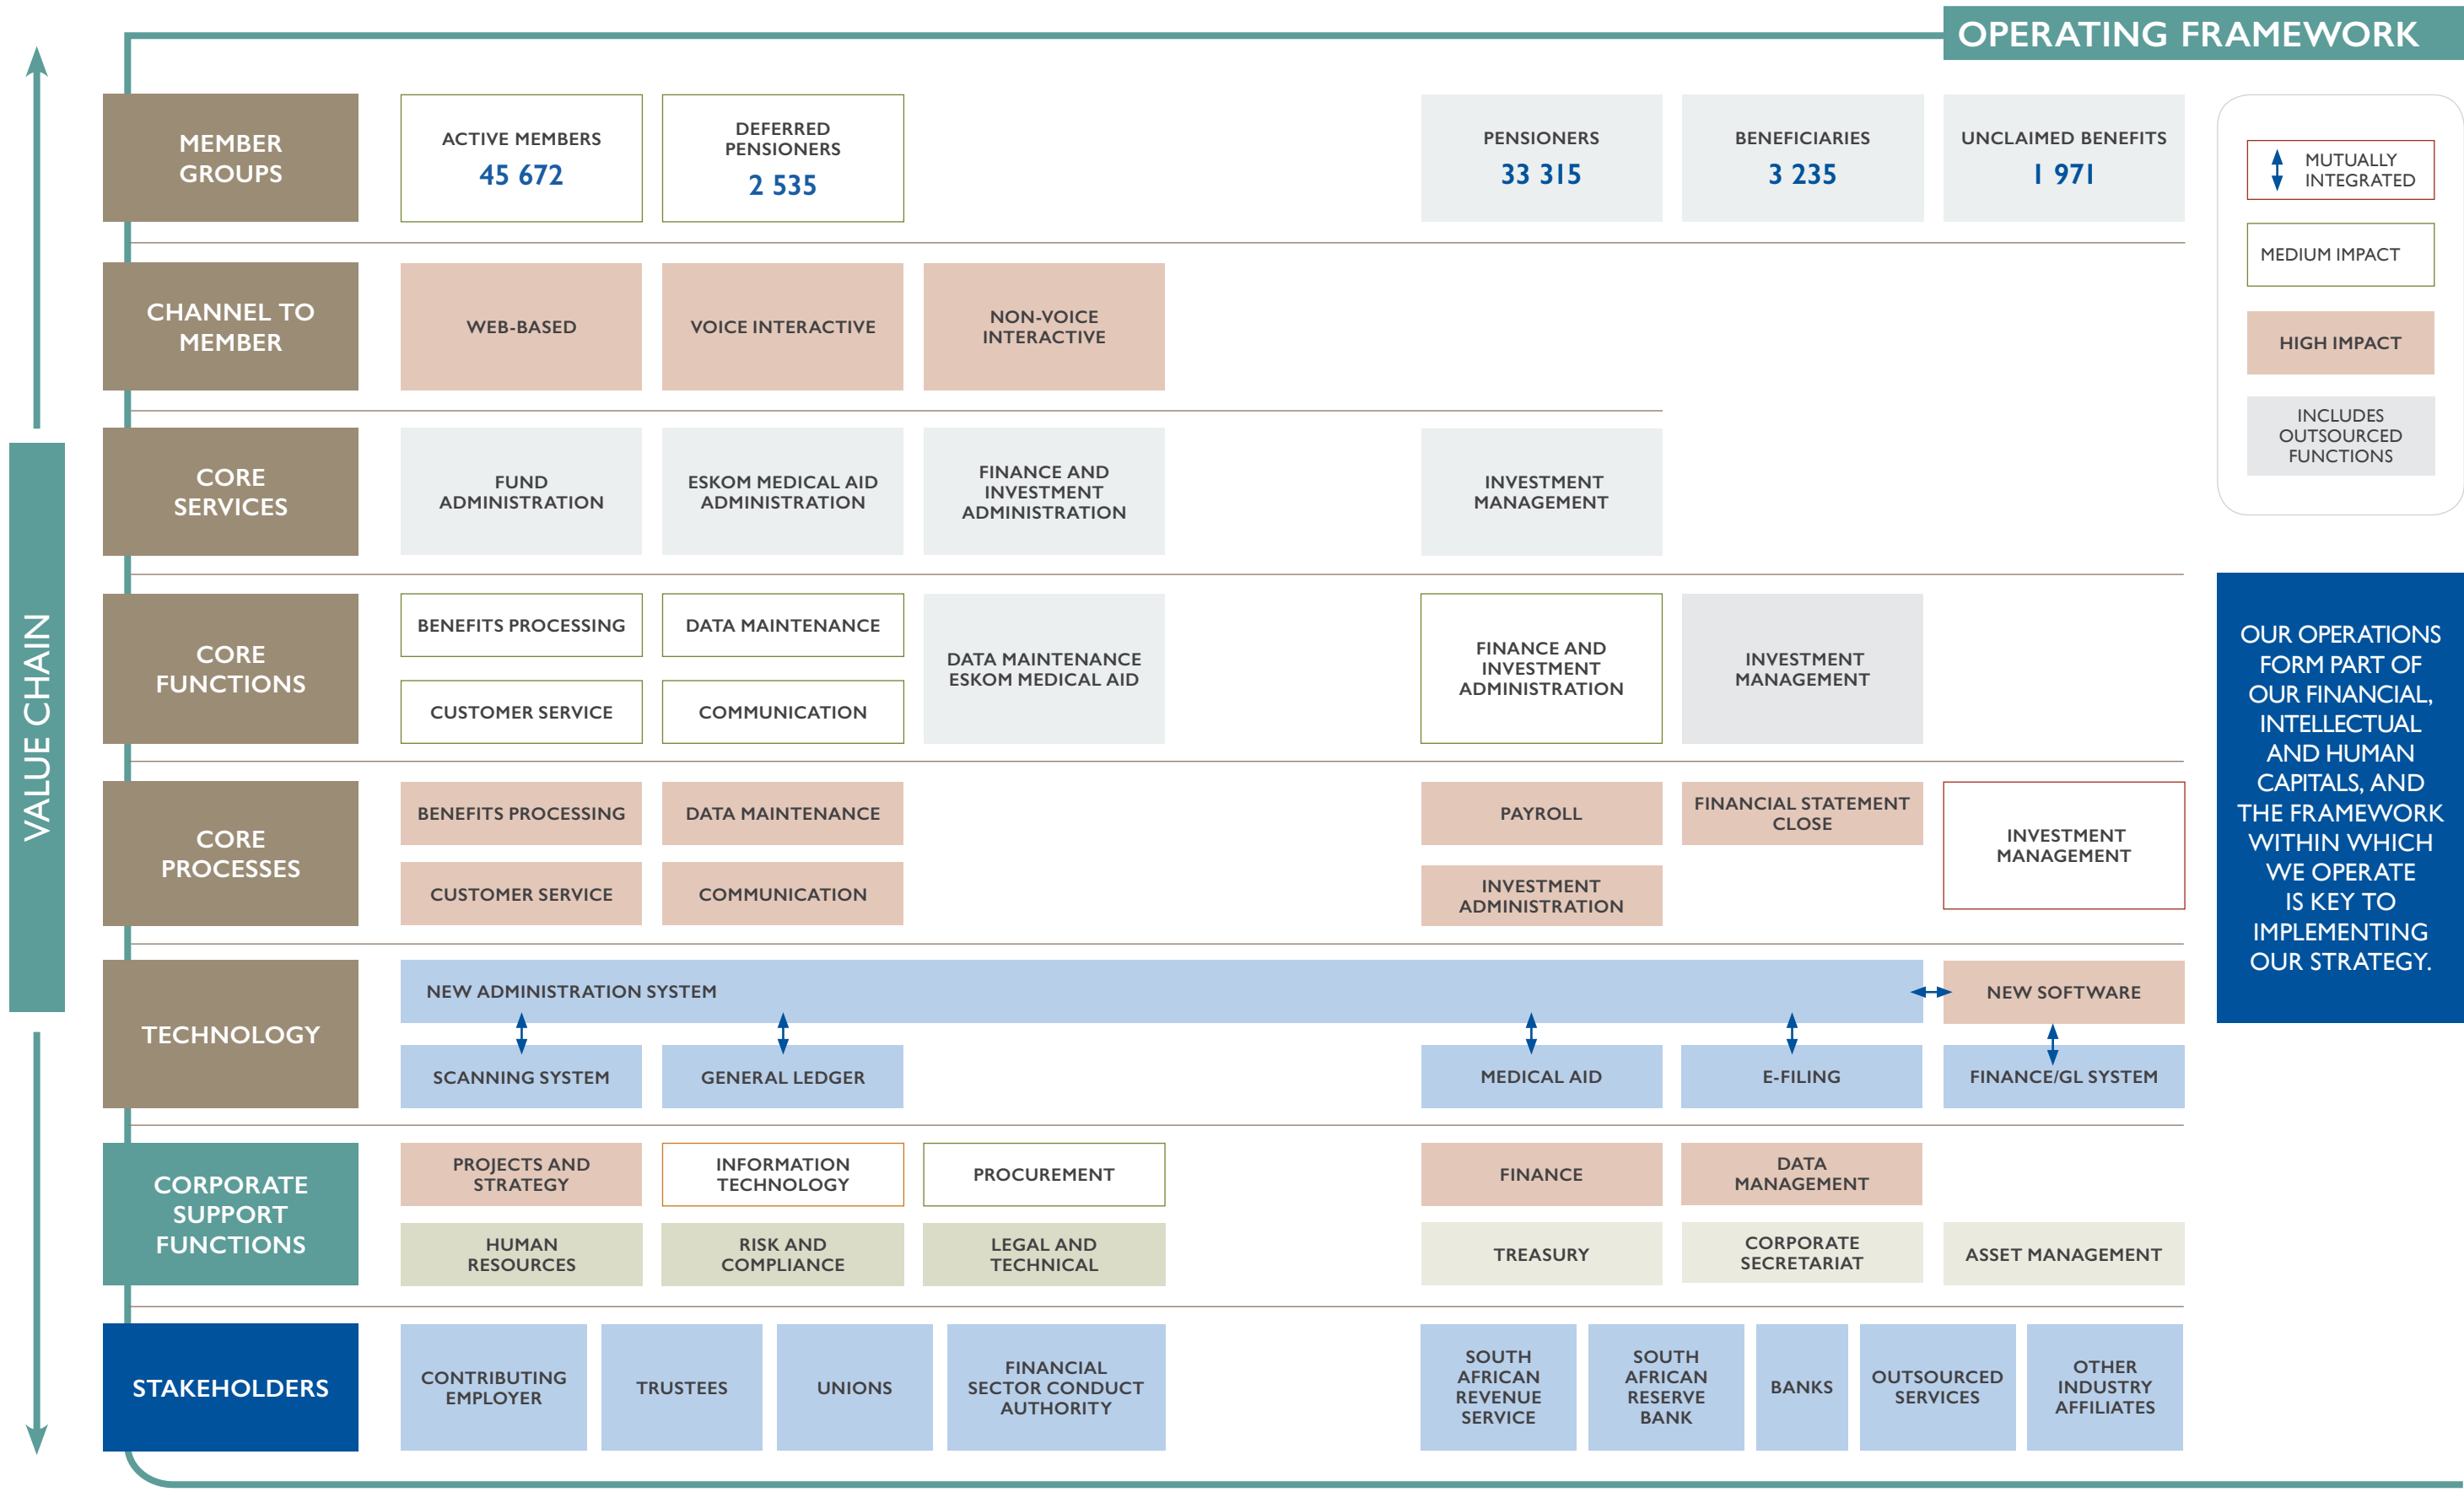 OPERATING FRAMEWORK
VALUE CHAIN
MEMBER
GROUPS
ACTIVE MEMBERS
45 672
DEFERRED
PENSIONERS
2 535
PENSIONERS
33 315
BENEFICIARIES
3 235
UNCLAIMED BENEFITS
1 971
CHANNEL TO
MEMBER
WEB-BASED
VOICE INTERACTIVE
NON-VOICE
INTERACTIVE
CORE
SERVICES
FUND
ADMINISTRATION
ESKOM MEDICAL AID
ADMINISTRATION
FINANCE AND
INVESTMENT
ADMINISTRATION
INVESTMENT
MANAGEMENT
CORE
FUNCTIONS
BENEFITS PROCESSING
DATA MAINTENANCE
CUSTOMER SERVICE
COMMUNICATION
DATA MAINTENANCE
ESKOM MEDICAL AID
FINANCE AND
INVESTMENT
ADMINISTRATION
INVESTMENT
MANAGEMENT
CORE
PROCESSES
BENEFITS PROCESSING
DATA MAINTENANCE
CUSTOMER SERVICE
COMMUNICATION
PAYROLL
FINANCIAL STATEMENT
CLOSE
INVESTMENT
ADMINISTRATION
INVESTMENT
MANAGEMENT
TECHNOLOGY
NEW ADMINISTRATION SYSTEM
NEW SOFTWARE
SCANNING SYSTEM
GENERAL LEDGER
MEDICAL AID
E-FILING
FINANCE/GL SYSTEM
CORPORATE
SUPPORT
FUNCTIONS
PROJECTS AND
STRATEGY
INFORMATION
TECHNOLOGY
PROCUREMENT
FINANCE
DATA
MANAGEMENT
HUMAN
RESOURCES
RISK AND
COMPLIANCE
LEGAL AND
TECHNICAL
TREASURY
CORPORATE
SECRETARIAT
ASSET MANAGEMENT
STAKEHOLDERS
CONTRIBUTING
EMPLOYER
TRUSTEES
UNIONS
FINANCIAL
SECTOR CONDUCT
AUTHORITY
SOUTH
AFRICAN
REVENUE
SERVICE
SOUTH
AFRICAN
RESERVE
BANK
BANKS
OUTSOURCED
SERVICES
OTHER
INDUSTRY
AFFILIATES
MUTUALLY
INTEGRATED
MEDIUM IMPACT
HIGH IMPACT
INCLUDES
OUTSOURCED
FUNCTIONS
OUR OPERATIONS
FORM PART OF
OUR FINANCIAL,
INTELLECTUAL
AND HUMAN
CAPITALS, AND
THE FRAMEWORK
WITHIN WHICH
WE OPERATE
IS KEY TO
IMPLEMENTING
OUR STRATEGY.